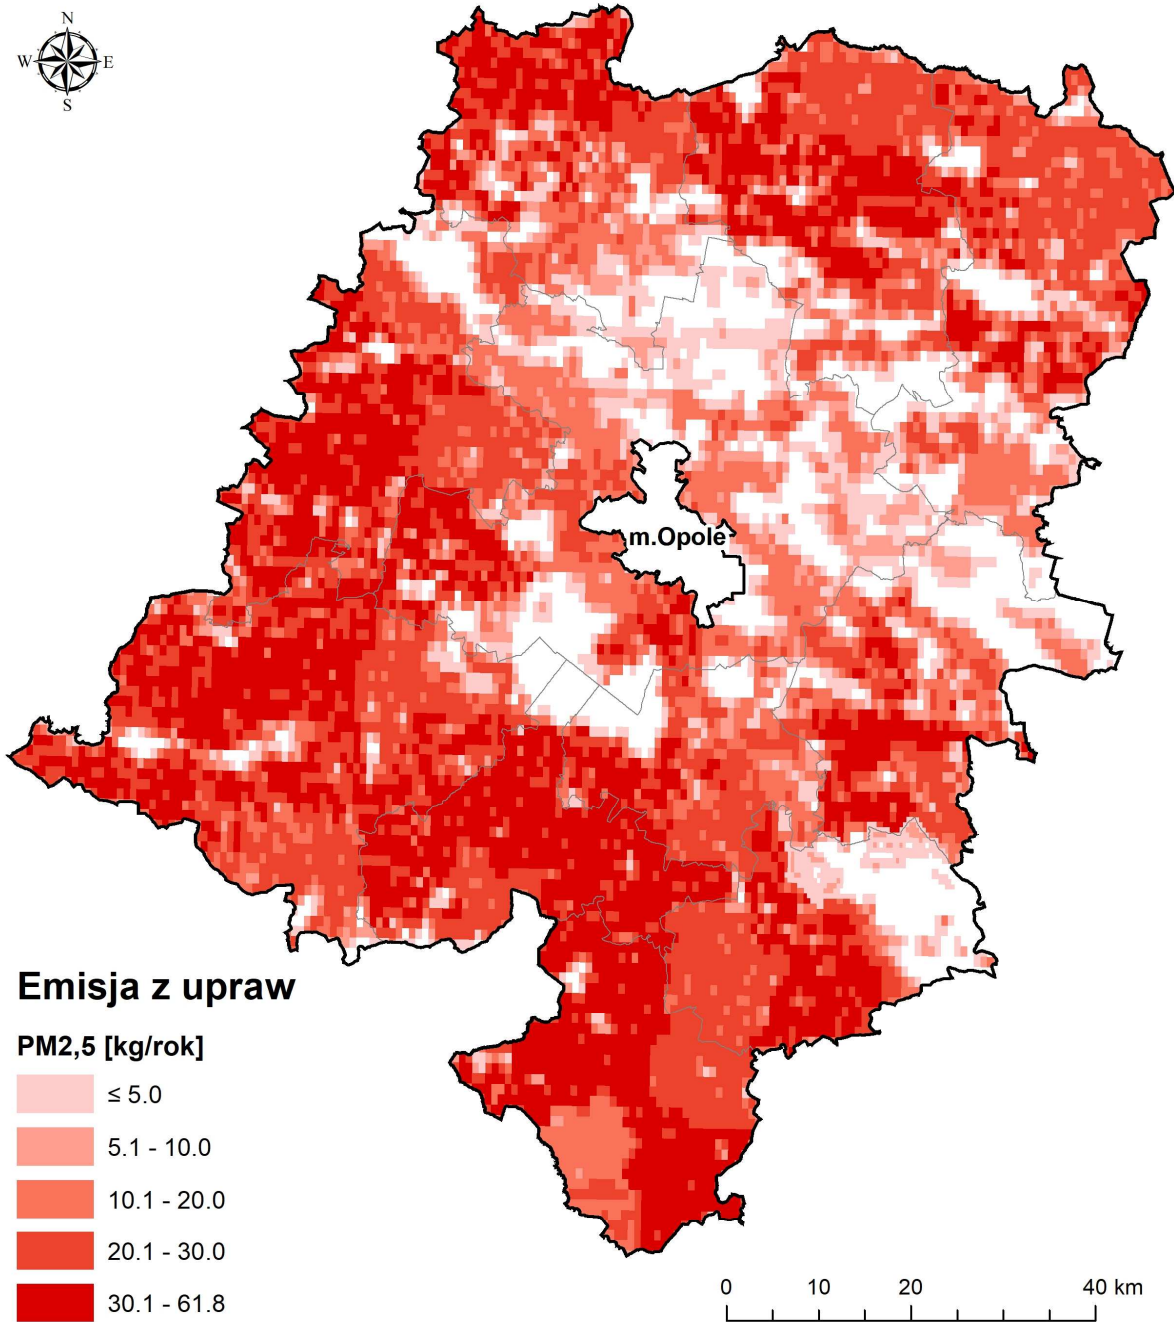 N
W E
S
m.Opole
Emisja z upraw
PM2,5 [kg/rok]
≤ 5.0
5.1 - 10.0
10.1 - 20.0
20.1 - 30.0
30.1 - 61.8
0 10 20 40 km